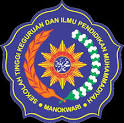 SEKOLAH TINGGI KEGURUAN DAN ILMU PENDIDIKAN MUHAMMADIYAH
MANOKWARI